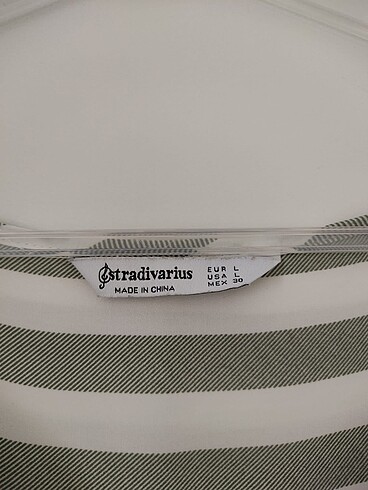 stradivarius
MADE IN CHINA
EUR L
USA L
MEX 30